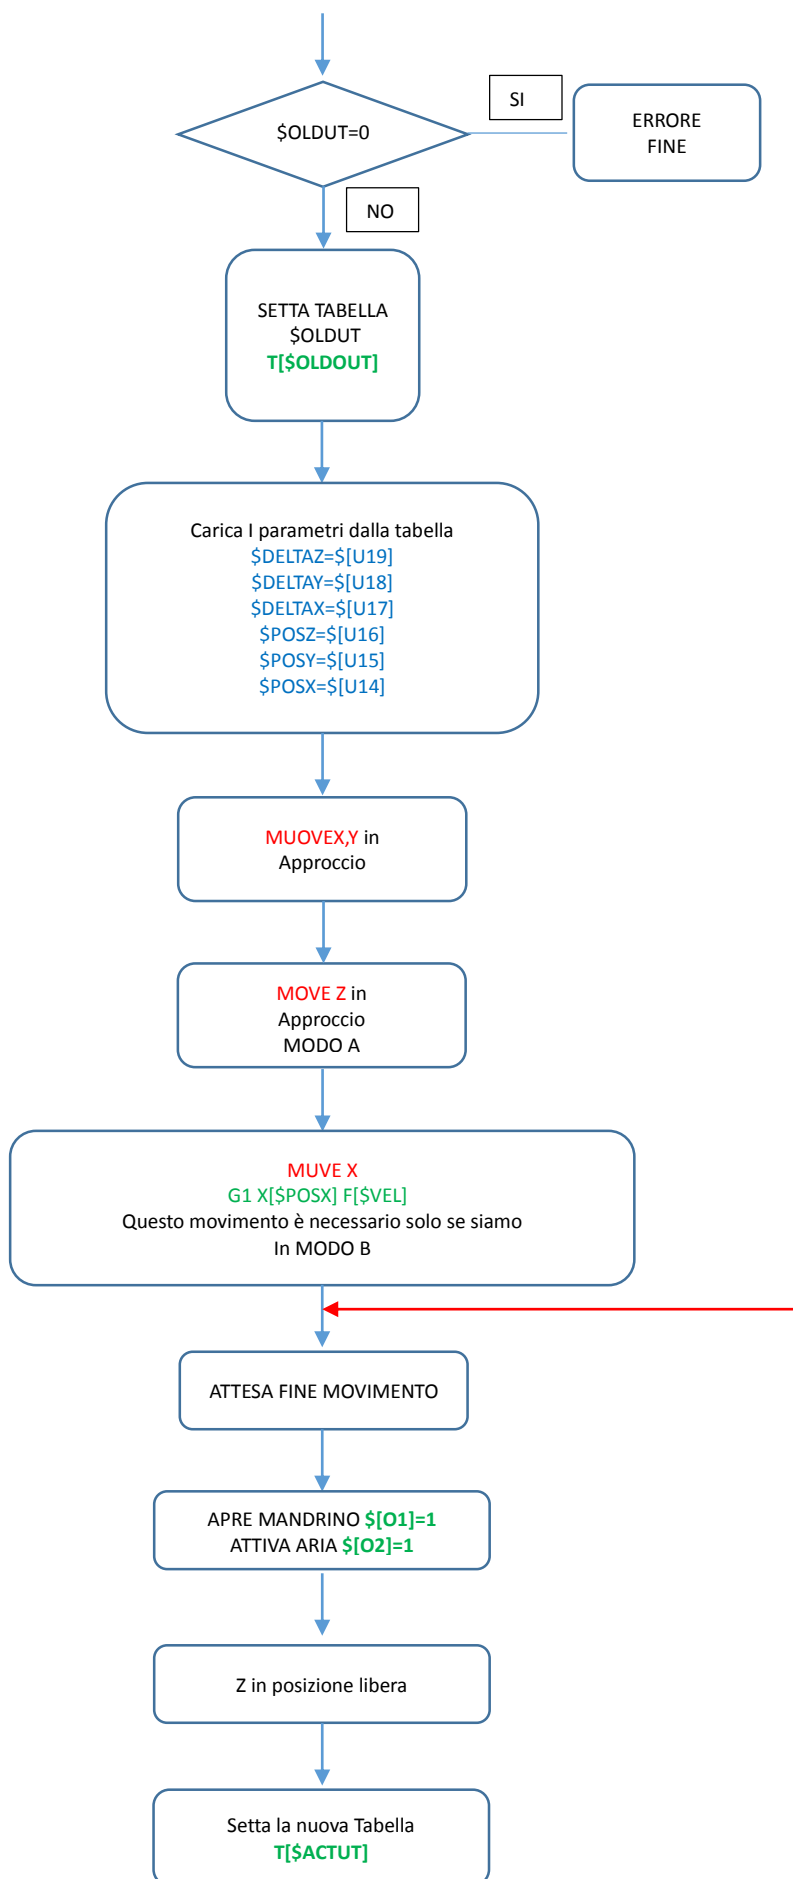 $OLDUT=0
SI
ERRORE
FINE
NO
SETTA TABELLA
$OLDUT
T[$OLDOUT]
Carica I parametri dalla tabella
$DELTAZ=$[U19]
$DELTAY=$[U18]
$DELTAX=$[U17]
$POSZ=$[U16]
$POSY=$[U15]
$POSX=$[U14]
MUOVEX,Y in
Approccio
MOVE Z in
Approccio
MODO A
MUVE X
G1 X[$POSX] F[$VEL]
Questo movimento è necessario solo se siamo
In MODO B
ATTESA FINE MOVIMENTO
APRE MANDRINO $[O1]=1
ATTIVA ARIA $[O2]=1
Z in posizione libera
Setta la nuova Tabella
T[$ACTUT]